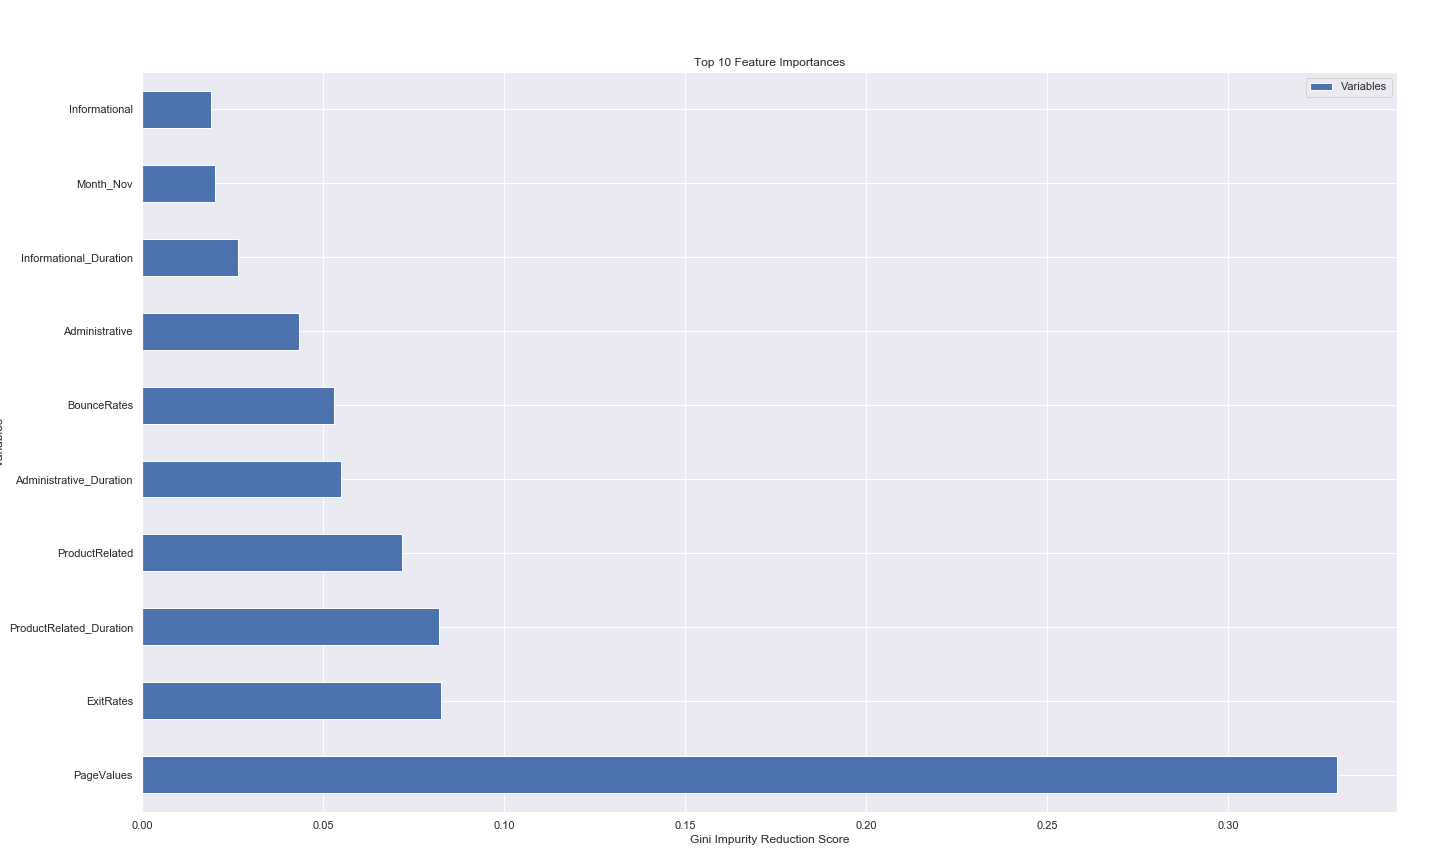 Top 10 Feature Importances
Variables
Informational
Month_Nov
Informational_Duration
Administrative
BounceRates
Administrative_Duration
ProductRelated
ProductRelated_Duration
ExitRates
PageValues
0.00 0.05 0.10 0.15 0.20 0.25 0.30
Gini Impurity Reduction Score